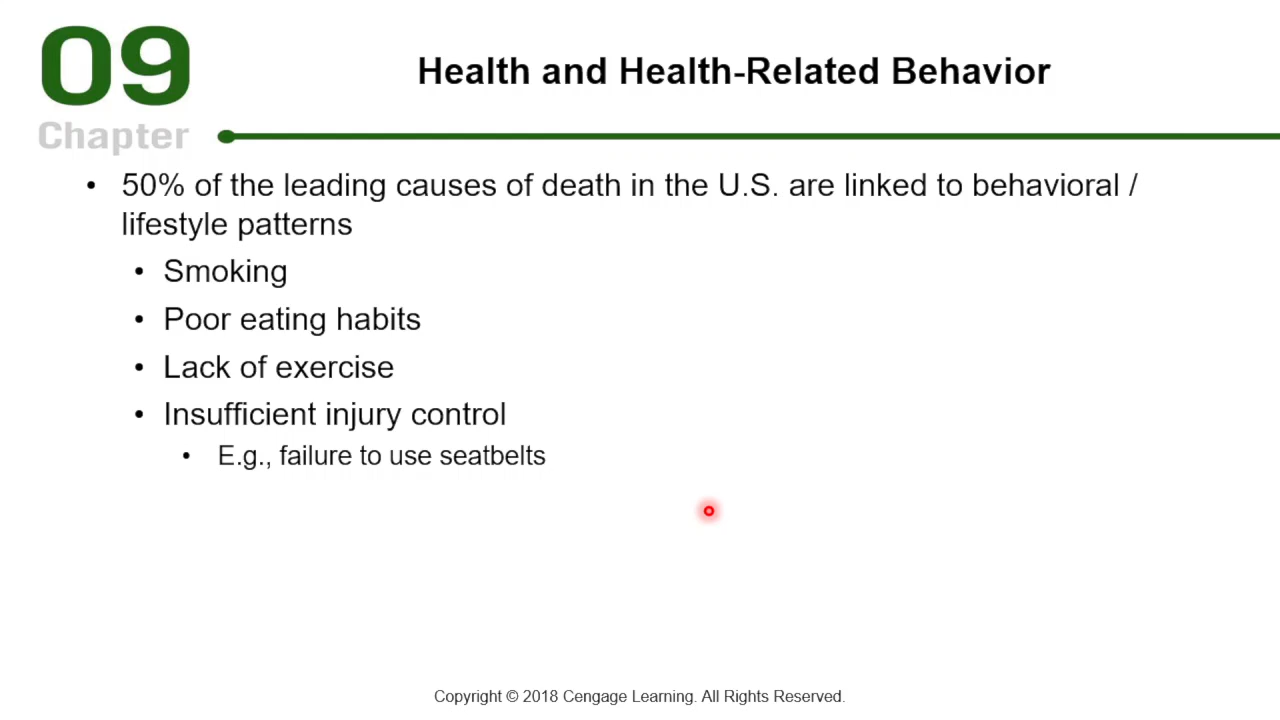 09
Chapter
Health and Health-Related Behavior
• 50% of the leading causes of death in the U.S. are linked to behavioral /
lifestyle patterns
• Smoking
• Poor eating habits
• Lack of exercise
• Insufficient injury control
• E.g., failure to use seatbelts
Copyright © 2018 Cengage Learning. All Rights Reserved.